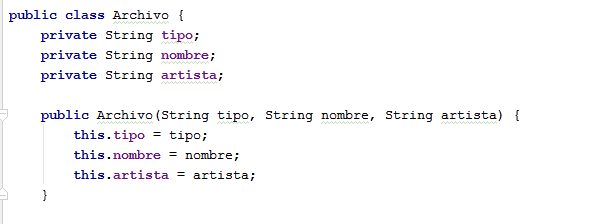 public class Archivo {
    private String tipo;
    private String nombre;
    private String artista;

    public Archivo(String tipo, String nombre, String artista) {
        this.tipo = tipo;
        this.nombre = nombre;
        this.artista = artista;
    }